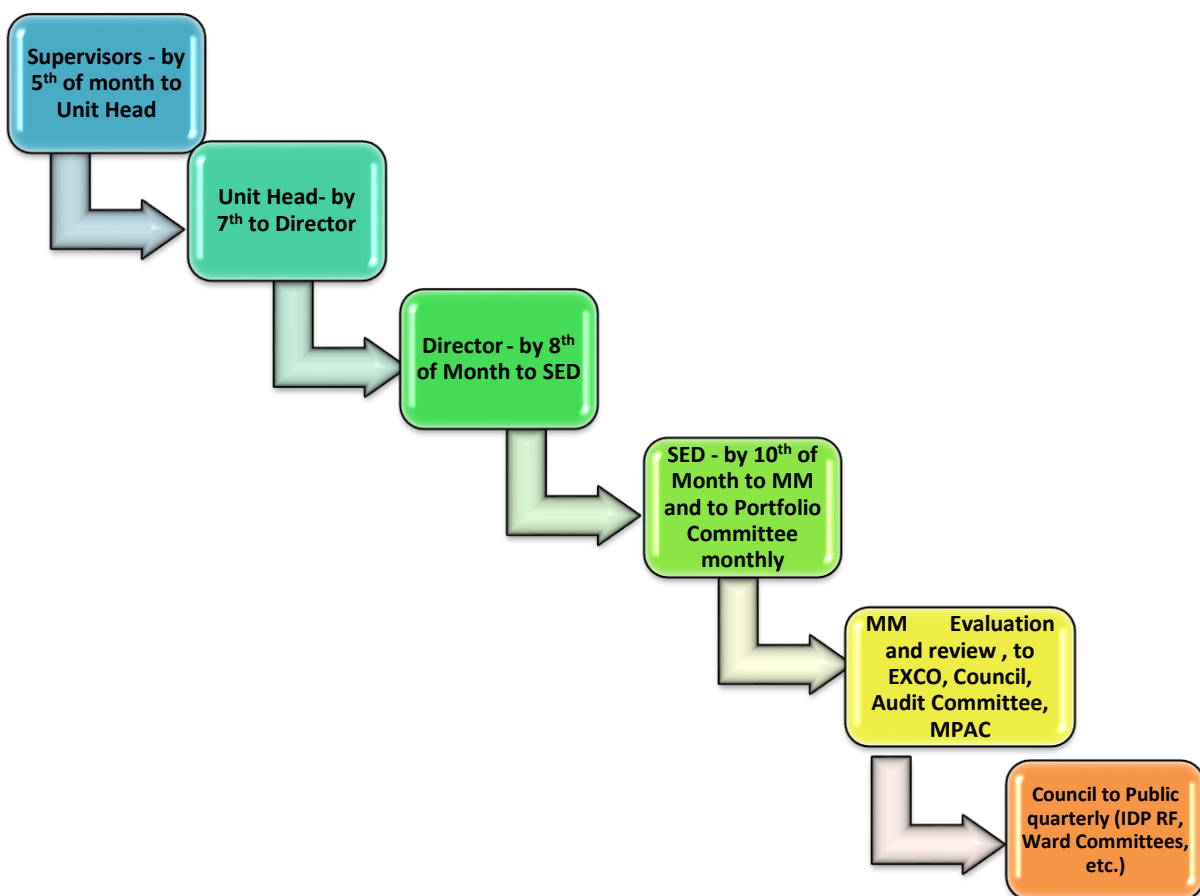 Supervisors - by
5th of month to
Unit Head
Unit Head- by
7th to Director
Director - by 8th
of Month to SED
SED - by 10th of
Month to MM
and to Portfolio
Committee
monthly
MM Evaluation
and review , to
EXCO, Council,
Audit Committee,
MPAC
Council to Public
quarterly (IDP RF,
Ward Committees,
etc.)